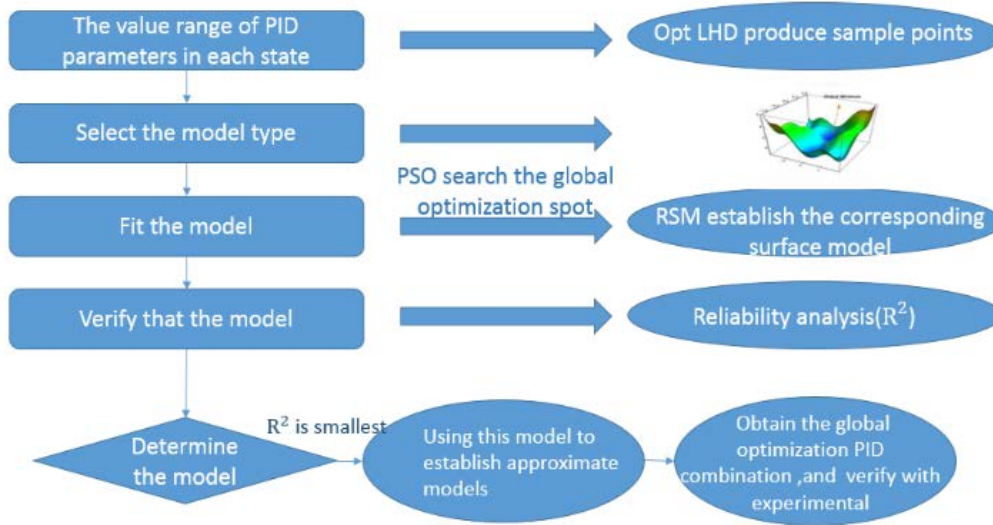 The value range of PID
parameters in each state
Opt LHD produce sample points
Select the model type
PSO search the global
optimization spot
Fit the model
RSM establish the corresponding
surface model
Verify that the model
Reliability analysis(R²)
Determine
the model
R² is smallest
Using this model to
establish approximate
models
Obtain the global
optimization PID
combination ,and verify with
experimental